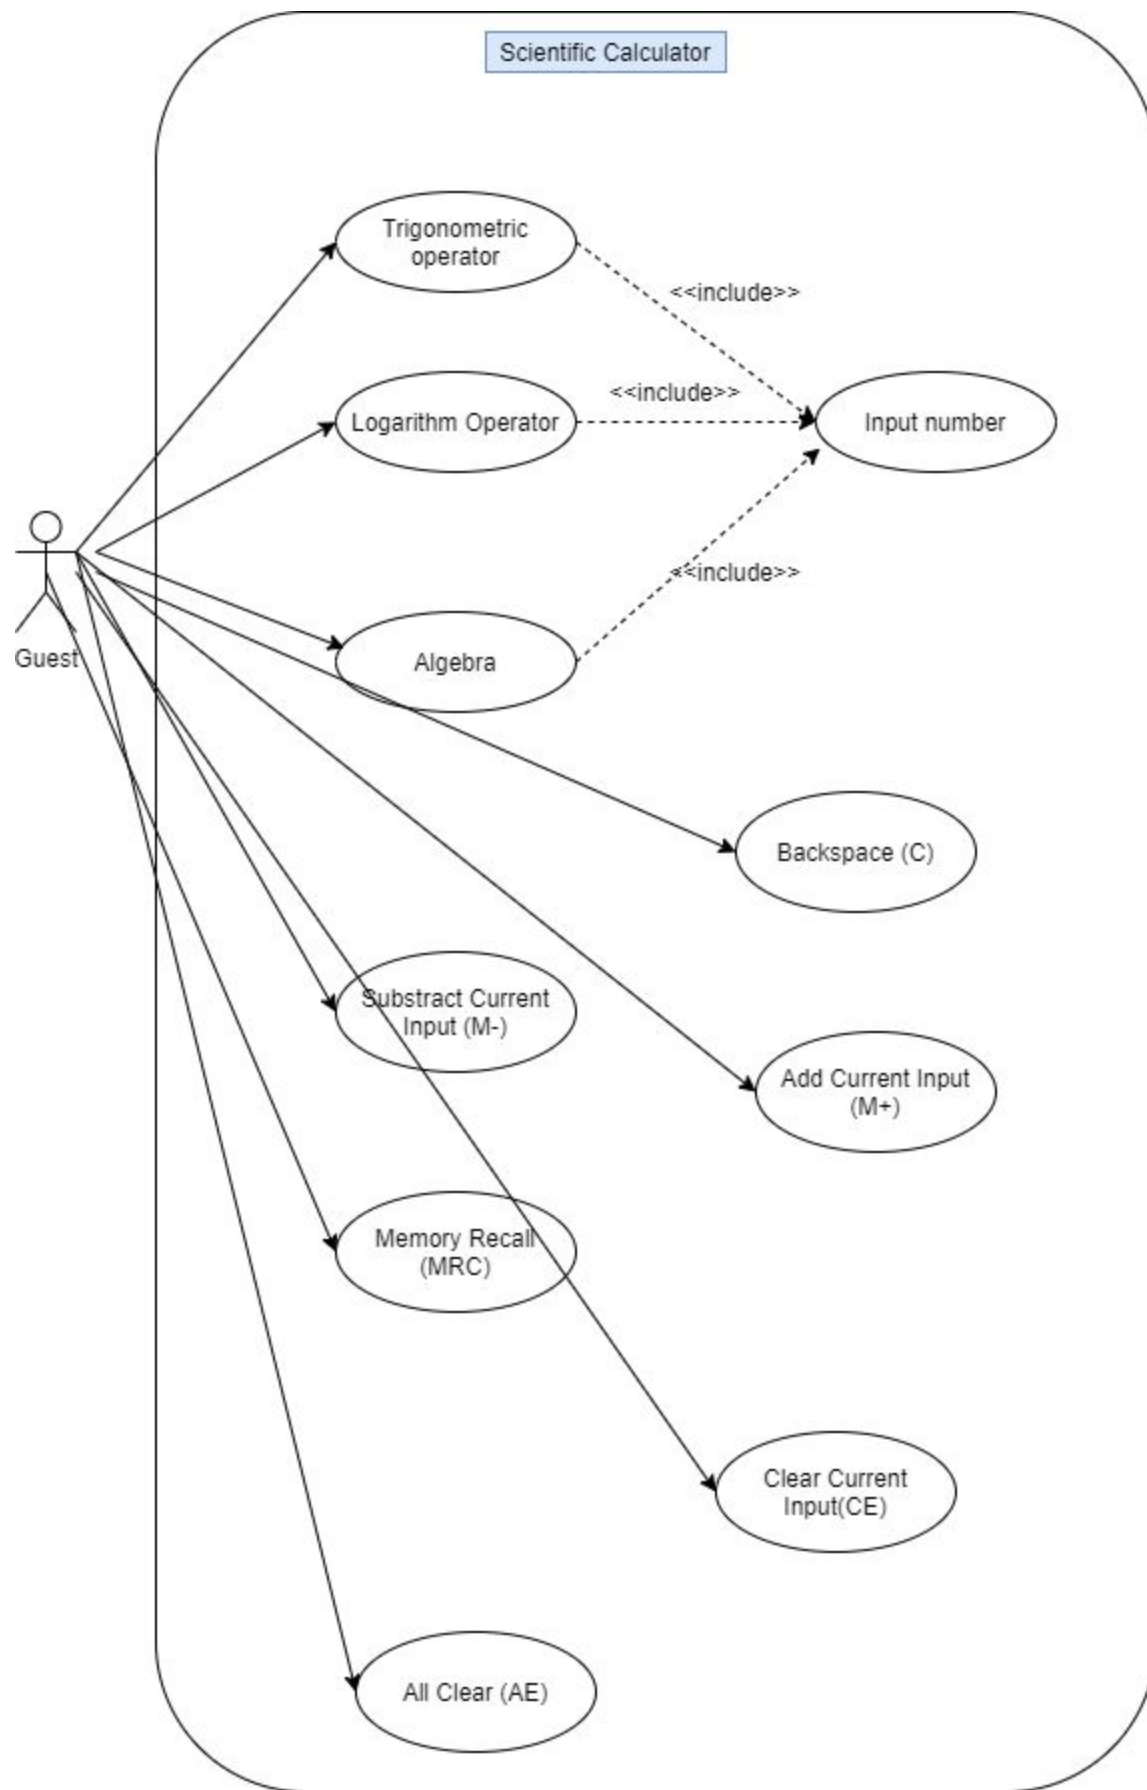 Scientific Calculator
Trigonometric
operator
<<include>>
<<include>>
Logarithm Operator
Input number
<<include>>
Guest
Algebra
Backspace (C)
Substract Current
Input (M-)
Add Current Input
(M+)
Memory Recall
(MRC)
Clear Current
Input(CE)
All Clear (AE)